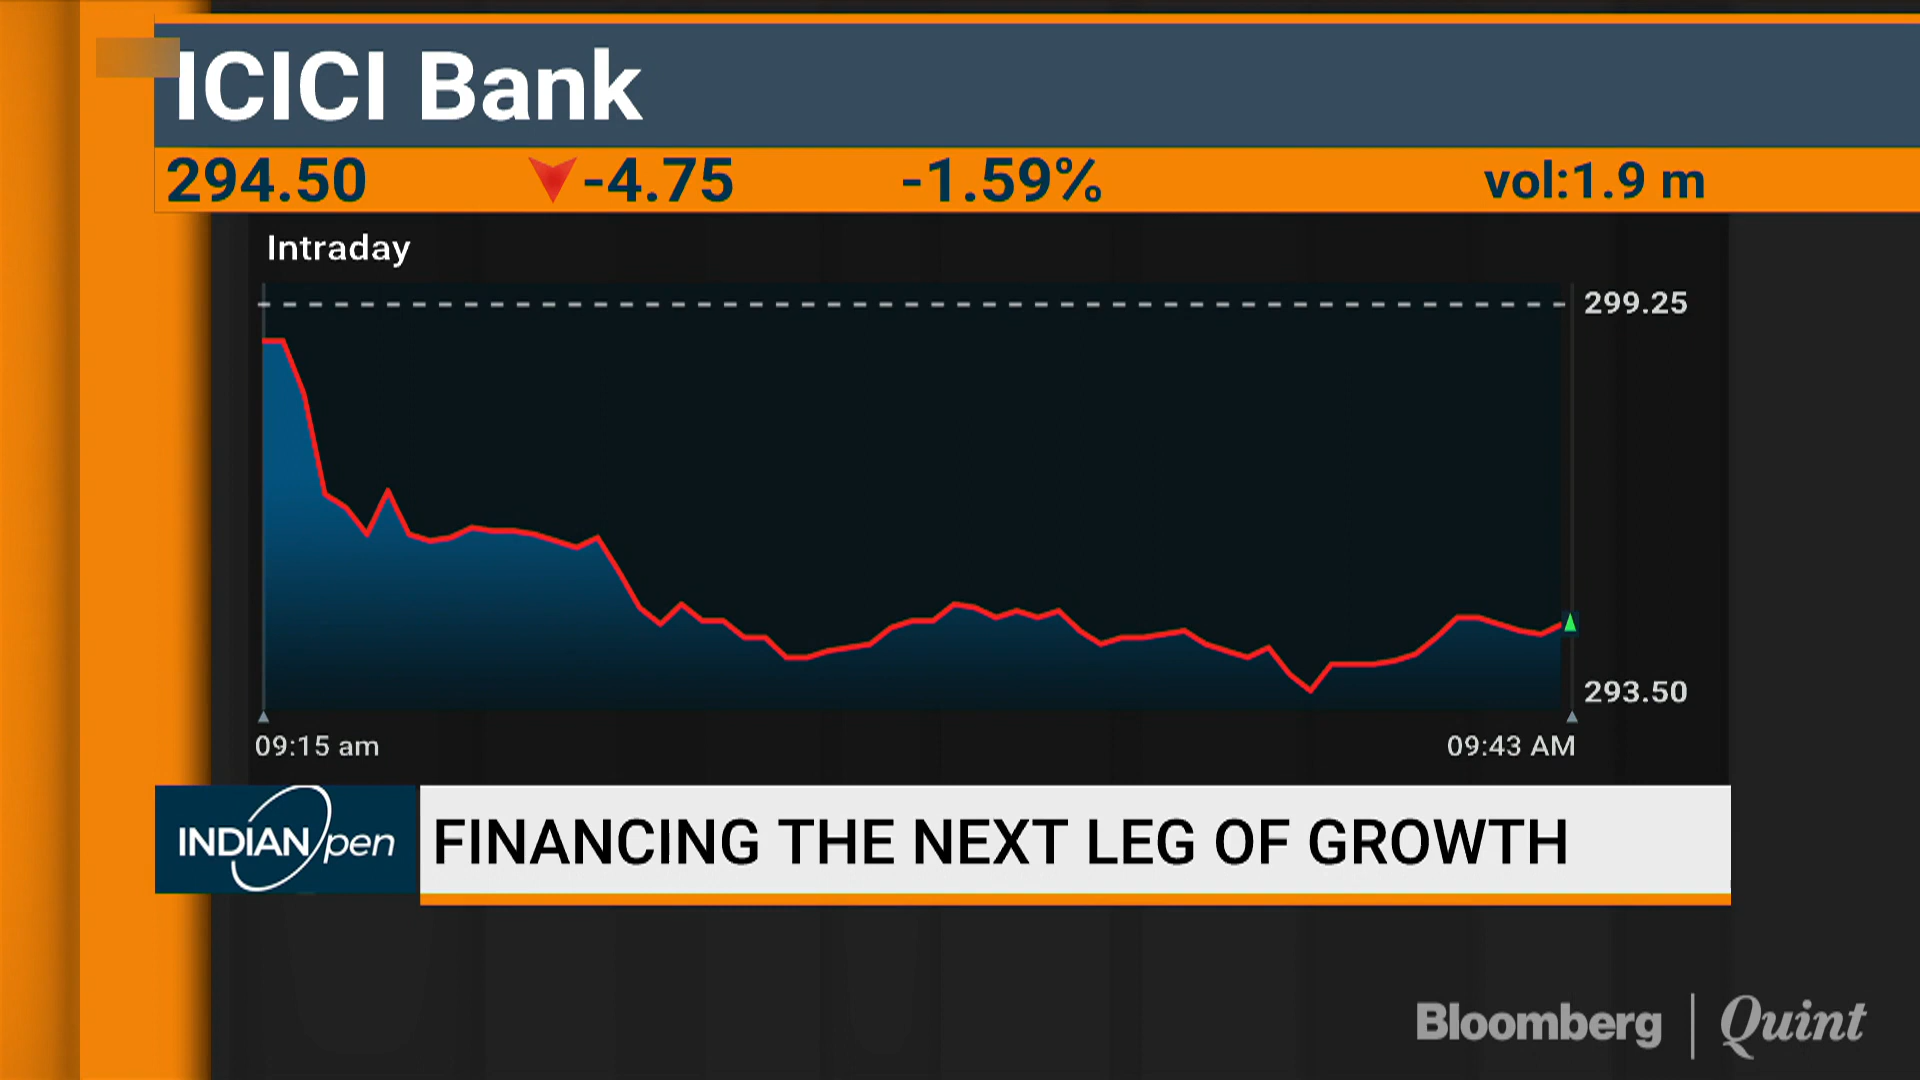 ICICI Bank
294.50 -4.75 -1.59% vol:1.9 m
Intraday
299.25
293.50
09:15 am 09:43 AM
INDIAN Open FINANCING THE NEXT LEG OF GROWTH
Bloomberg | Quint